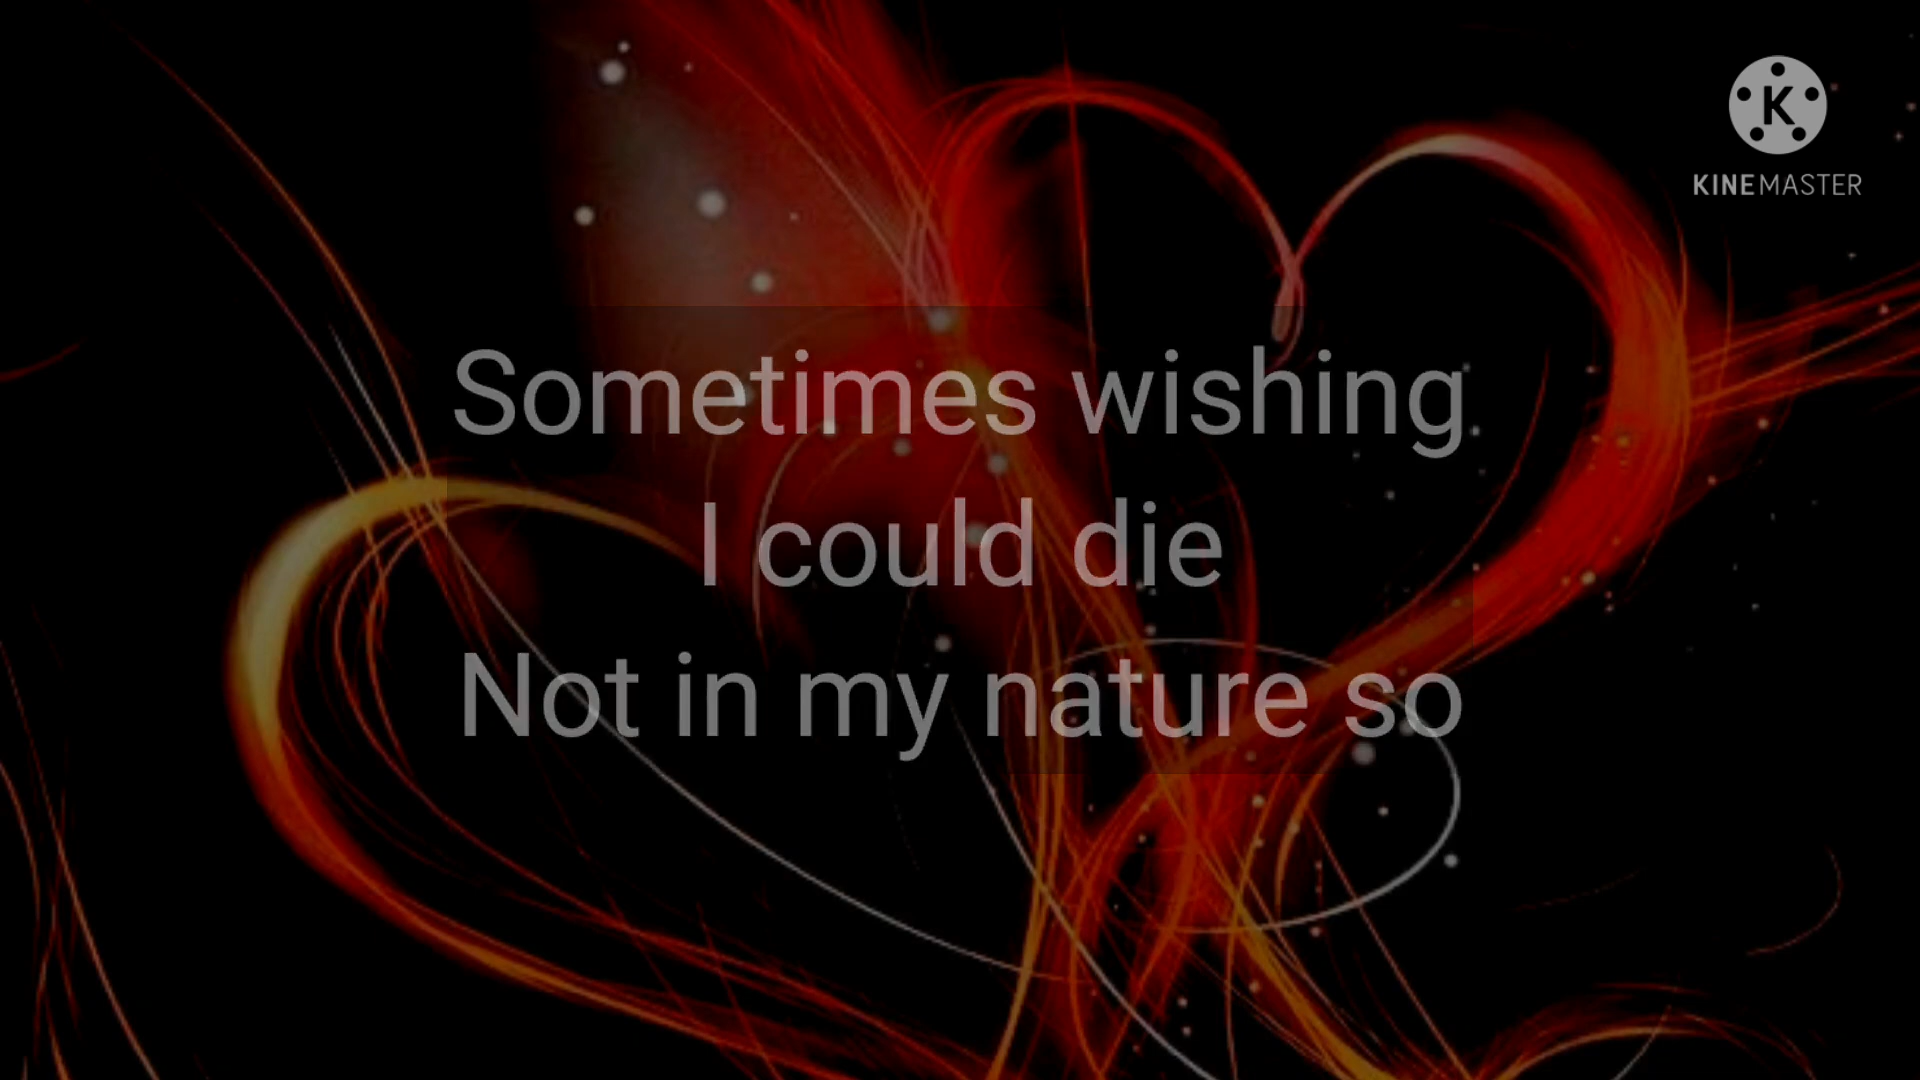 K
KINEMASTER
Sometimes wishing
I could die
Not in my nature so